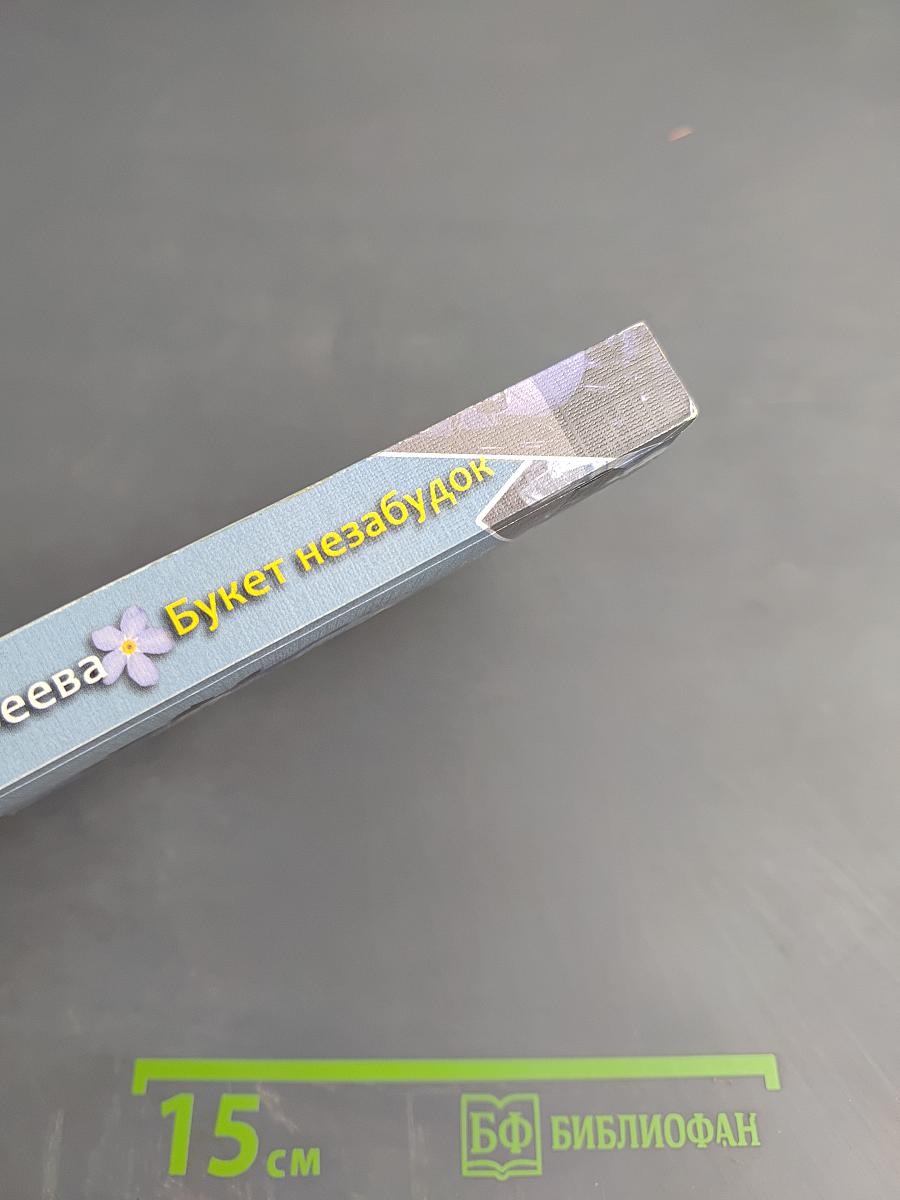 еева Букет незабудок
15 см
БФ БИБЛИОФАН